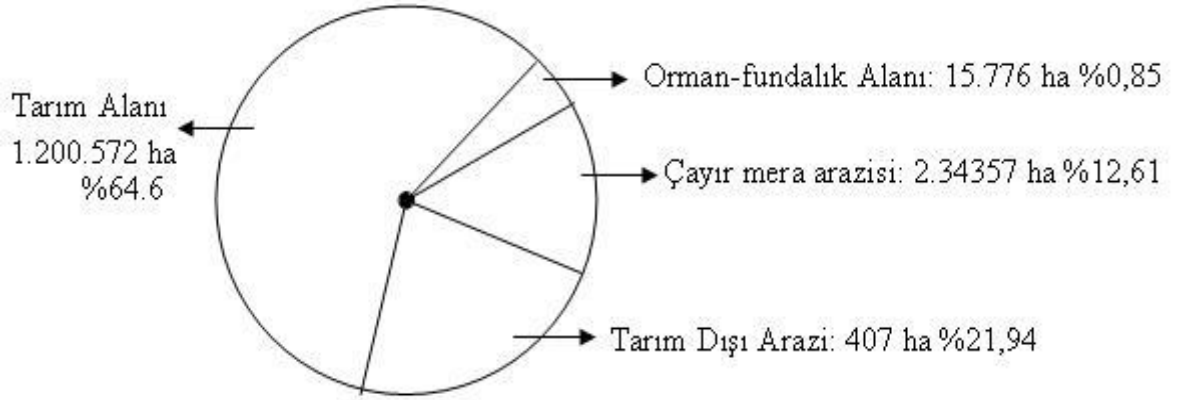 Tarım Alanı
1.200.572 ha
%64.6
Orman-fundalık Alanı: 15.776 ha %0,85
Çayır mera arazisi: 2.34357 ha %12,61
Tarım Dışı Arazi: 407 ha %21,94